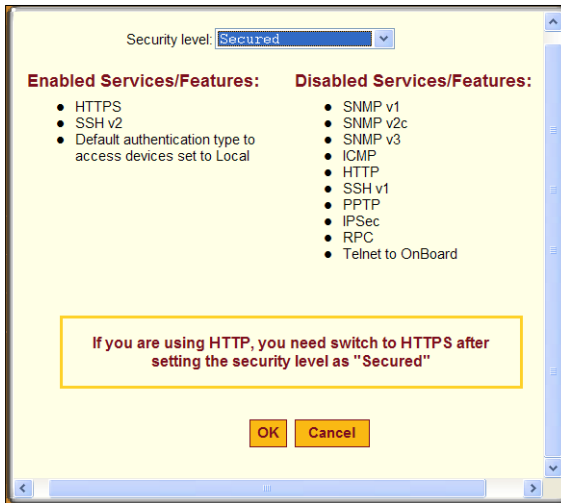 Security level: Secured
Enabled Services/Features:
HTTPS
SSH v2
Default authentication type to
access devices set to Local
Disabled Services/Features:
SNMP v1
SNMP v2c
SNMP v3
ICMP
HTTP
SSH v1
PPTP
IPSec
RPC
Telnet to OnBoard
If you are using HTTP, you need switch to HTTPS after
setting the security level as "Secured"
OK
Cancel